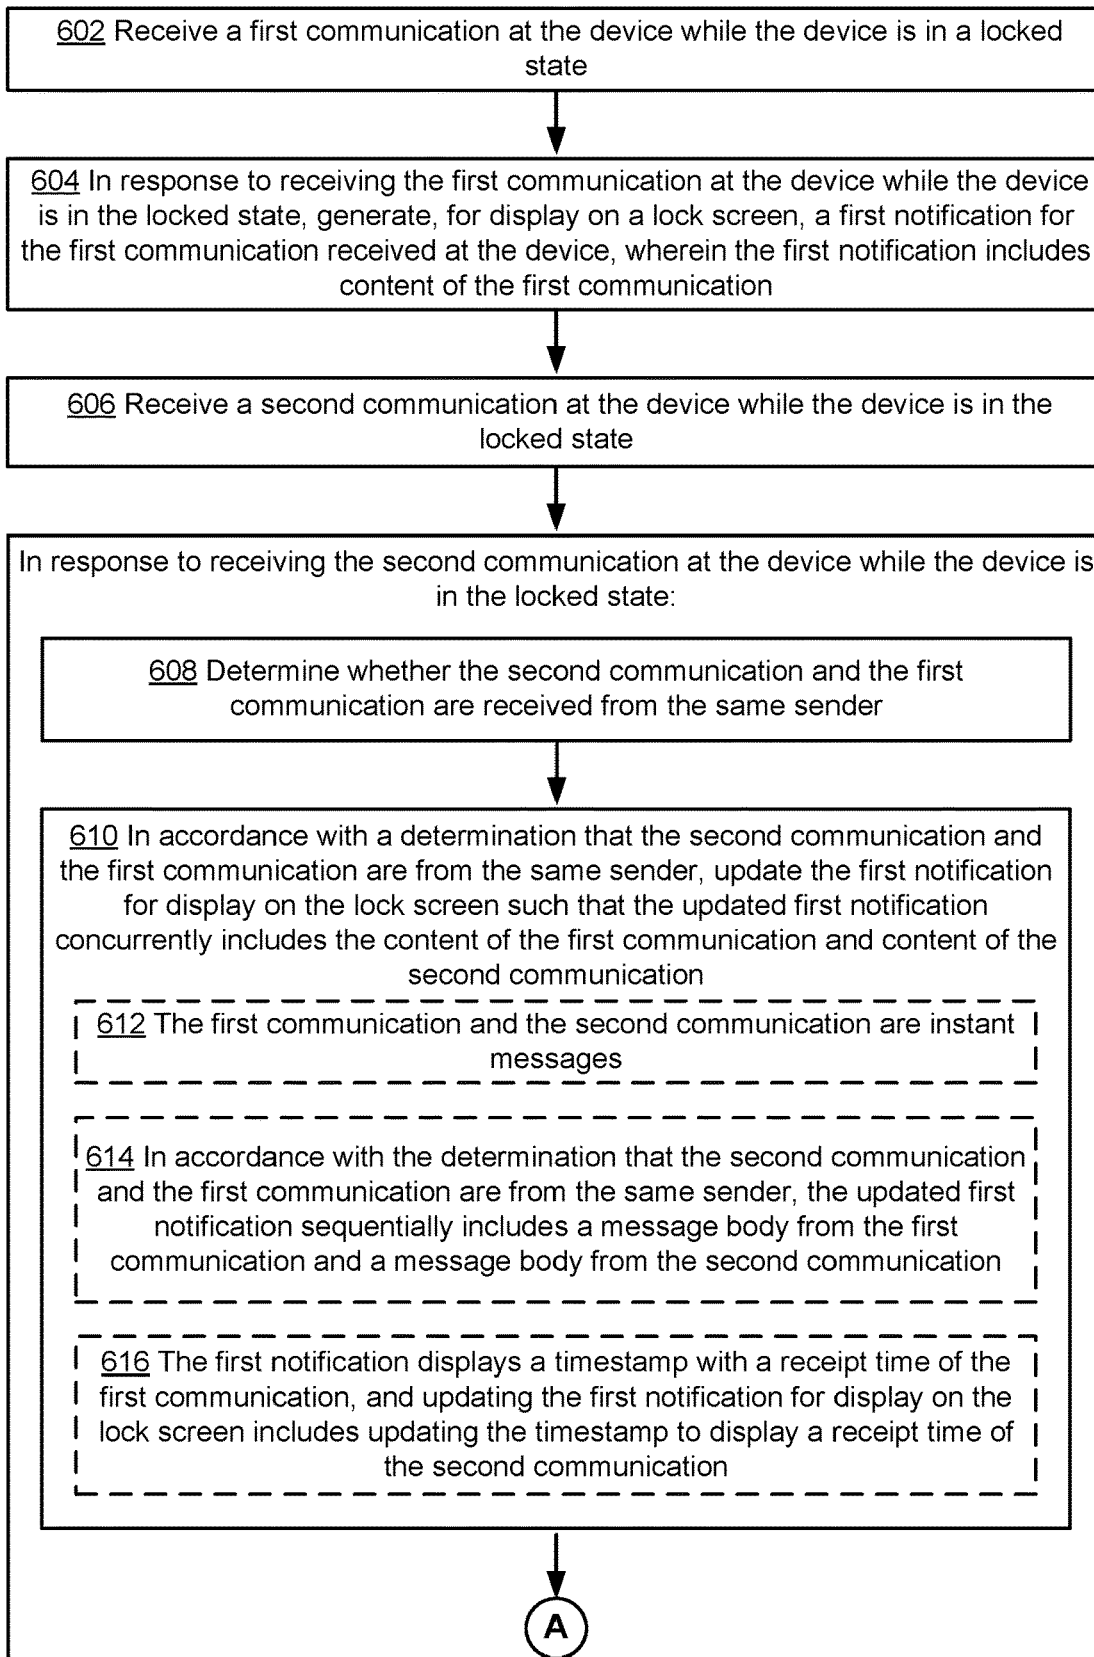 602 Receive a first communication at the device while the device is in a locked
state
604 In response to receiving the first communication at the device while the device
is in the locked state, generate, for display on a lock screen, a first notification for
the first communication received at the device, wherein the first notification includes
content of the first communication
606 Receive a second communication at the device while the device is in the
locked state
In response to receiving the second communication at the device while the device is
in the locked state:
608 Determine whether the second communication and the first
communication are received from the same sender
610 In accordance with a determination that the second communication and
the first communication are from the same sender, update the first notification
for display on the lock screen such that the updated first notification
concurrently includes the content of the first communication and content of the
second communication
612 The first communication and the second communication are instant
messages
614 In accordance with the determination that the second communication
and the first communication are from the same sender, the updated first
notification sequentially includes a message body from the first
communication and a message body from the second communication
616 The first notification displays a timestamp with a receipt time of the
first communication, and updating the first notification for display on the
lock screen includes updating the timestamp to display a receipt time of
the second communication
A